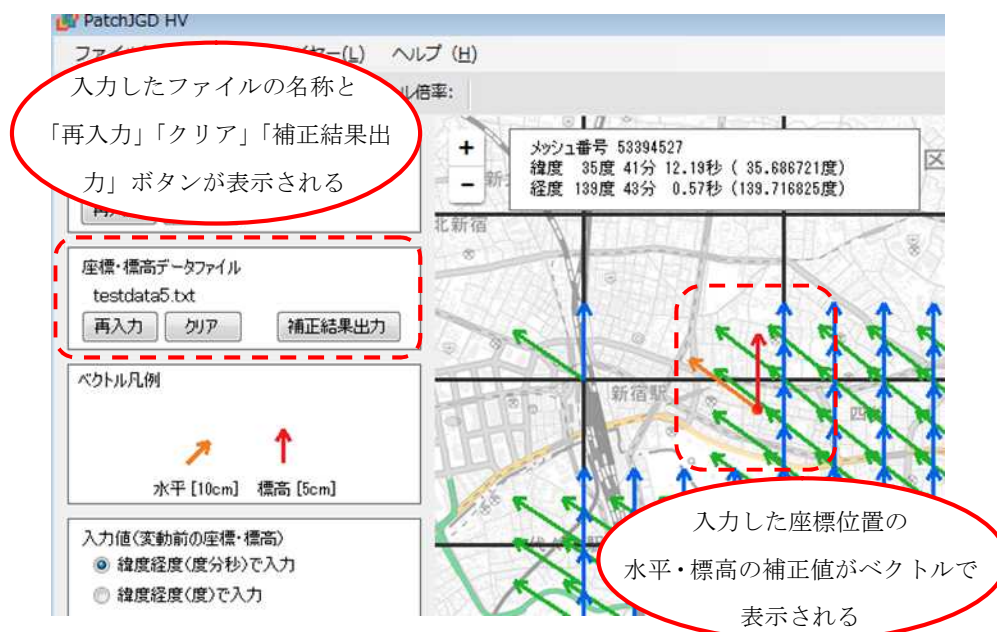 PatchJGD HV
ー(L) ヘルプ (H)
ル倍率:
入力したファイルの名称と
「再入力」「クリア」「補正結果出
力」ボタンが表示される
座標・標高データファイル
testdata5.txt
再入力 クリア 補正結果出力
ベクトル凡例
水平 [10cm] 標高 [5cm]
入力値(変動前の座標・標高)
緯度経度(度分秒)で入力
緯度経度(度)で入力
+
-
メッシュ番号 53394527
緯度 35度 41分 12.19秒 ( 35.686721度)
経度 139度 43分 0.57秒 (139.716825度)
区
北新宿
新宿駅
四
入力した座標位置の
水平・標高の補正値がベクトルで
表示される